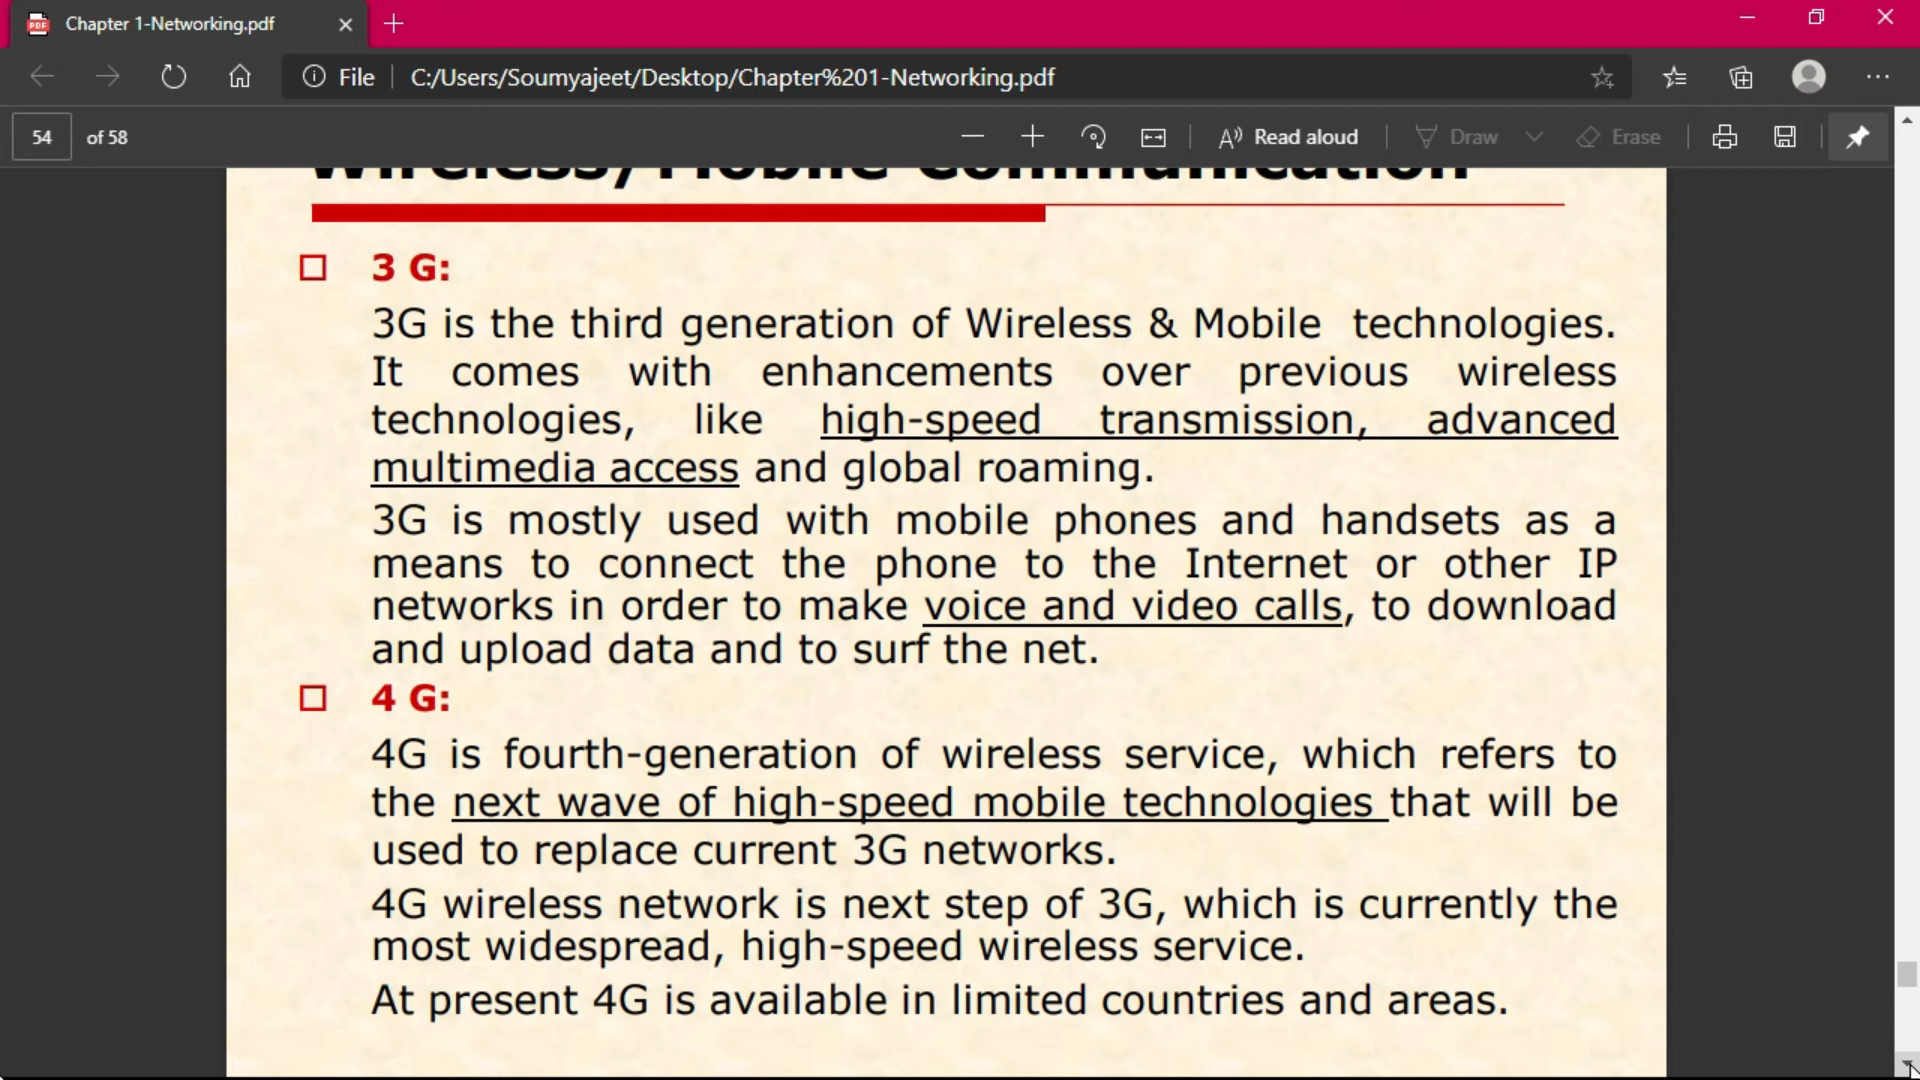 Chapter 1-Networking.pdf
File C:/Users/Soumyajeet/Desktop/Chapter%201-Networking.pdf
54 of 58 Read aloud Draw Erase
Wireless/Mobile Communication
3 G:
3G is the third generation of Wireless & Mobile technologies.
It comes with enhancements over previous wireless
technologies, like high-speed transmission, advanced
multimedia access and global roaming.
3G is mostly used with mobile phones and handsets as a
means to connect the phone to the Internet or other IP
networks in order to make voice and video calls, to download
and upload data and to surf the net.
4 G:
4G is fourth-generation of wireless service, which refers to
the next wave of high-speed mobile technologies that will be
used to replace current 3G networks.
4G wireless network is next step of 3G, which is currently the
most widespread, high-speed wireless service.
At present 4G is available in limited countries and areas.